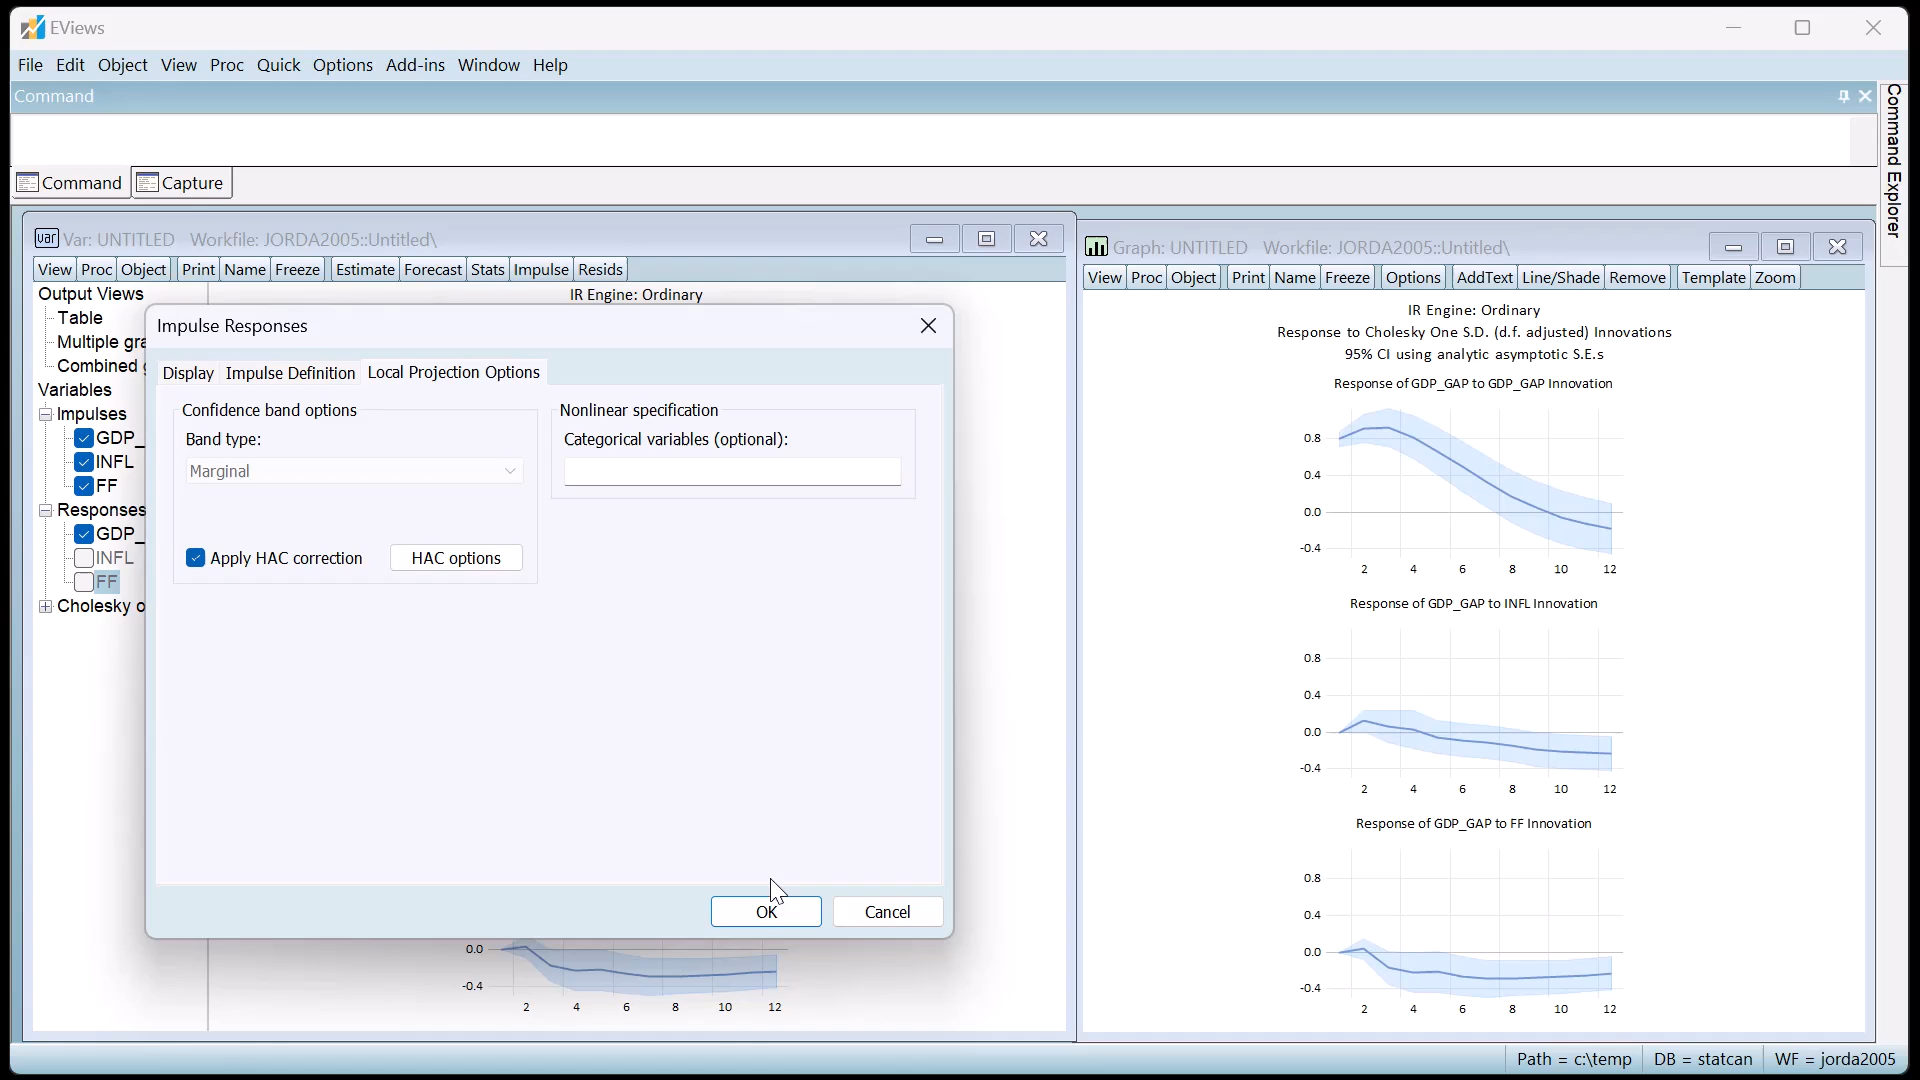 EViews
File Edit Object View Proc Quick Options Add-ins Window Help
Command
Command Explorer
Command Capture
Var: UNTITLED Workfile: JORDA2005::Untitled\
View Proc Object Print Name Freeze Estimate Forecast Stats Impulse Resids
Output Views
Table
Multiple gra
Combined
Variables
Impulses
GDP_
INFL
FF
Responses
GDP_
INFL
FF
Cholesky o
IR Engine: Ordinary
Impulse Responses
Display Impulse Definition Local Projection Options
Confidence band options
Band type:
Marginal
Apply HAC correction HAC options
Nonlinear specification
Categorical variables (optional):
OK Cancel
0.0
-0.4
2 4 6 8 10 12
Graph: UNTITLED Workfile: JORDA2005::Untitled\
View Proc Object Print Name Freeze Options AddText Line/Shade Remove Template Zoom
IR Engine: Ordinary
Response to Cholesky One S.D. (d.f. adjusted) Innovations
95% CI using analytic asymptotic S.E.s
Response of GDP_GAP to GDP_GAP Innovation
0.8
0.4
0.0
-0.4
2 4 6 8 10 12
Response of GDP_GAP to INFL Innovation
0.8
0.4
0.0
-0.4
2 4 6 8 10 12
Response of GDP_GAP to FF Innovation
0.8
0.4
0.0
-0.4
2 4 6 8 10 12
Path = c:\temp DB = statcan WF = jorda2005